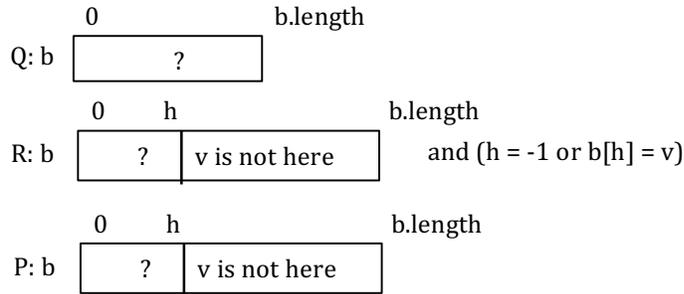 0 b.length
Q: b ?
0 h b.length
R: b ? v is not here and (h = -1 or b[h] = v)
0 h b.length
P: b ? v is not here